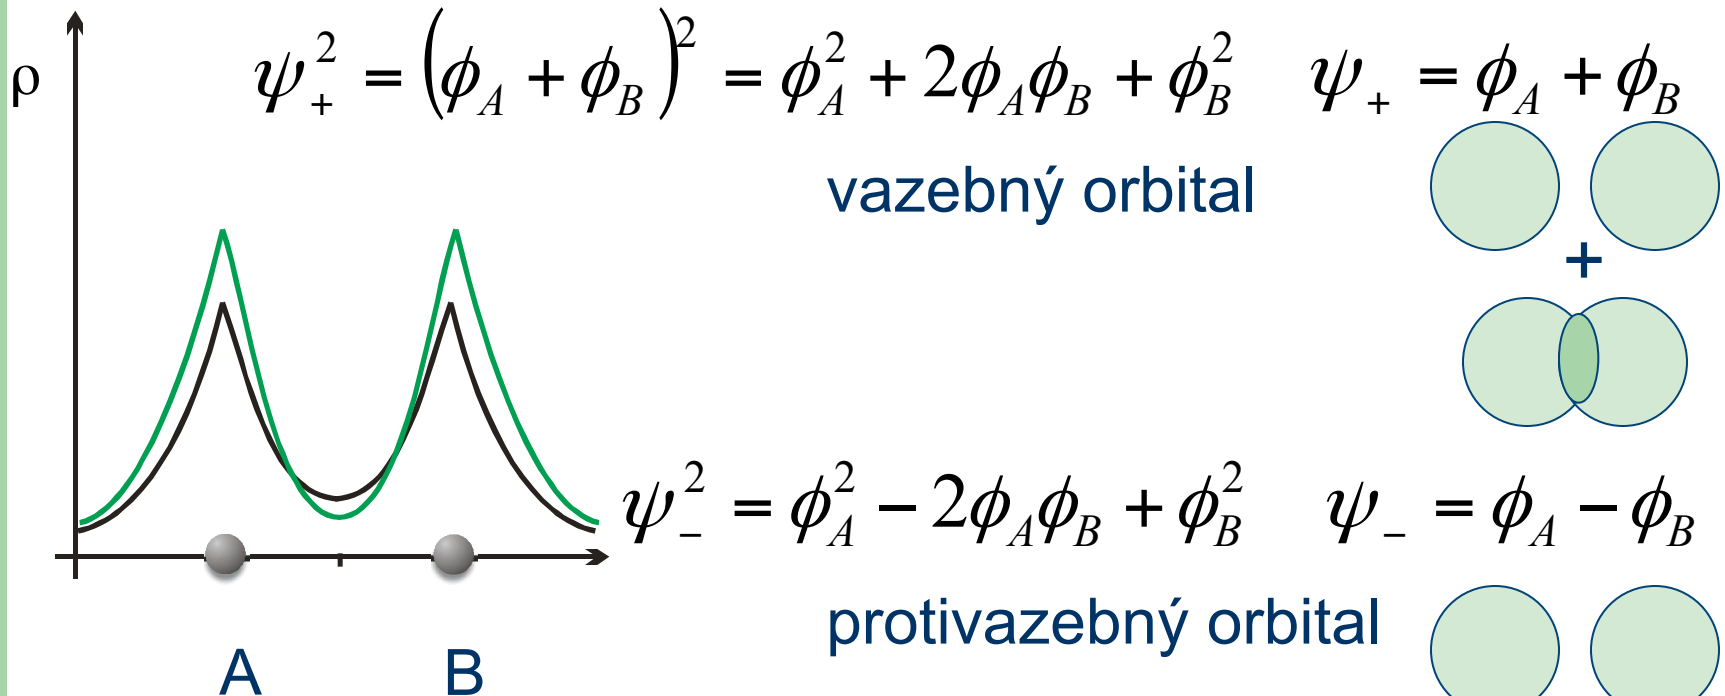 ρ
ψ₊² = (ϕ_A + ϕ_B)² = ϕ_A² + 2ϕ_Aϕ_B + ϕ_B²
ψ₊ = ϕ_A + ϕ_B
vazebný orbital
+
ψ₋² = ϕ_A² − 2ϕ_Aϕ_B + ϕ_B²
ψ₋ = ϕ_A − ϕ_B
protivazebný orbital
A B